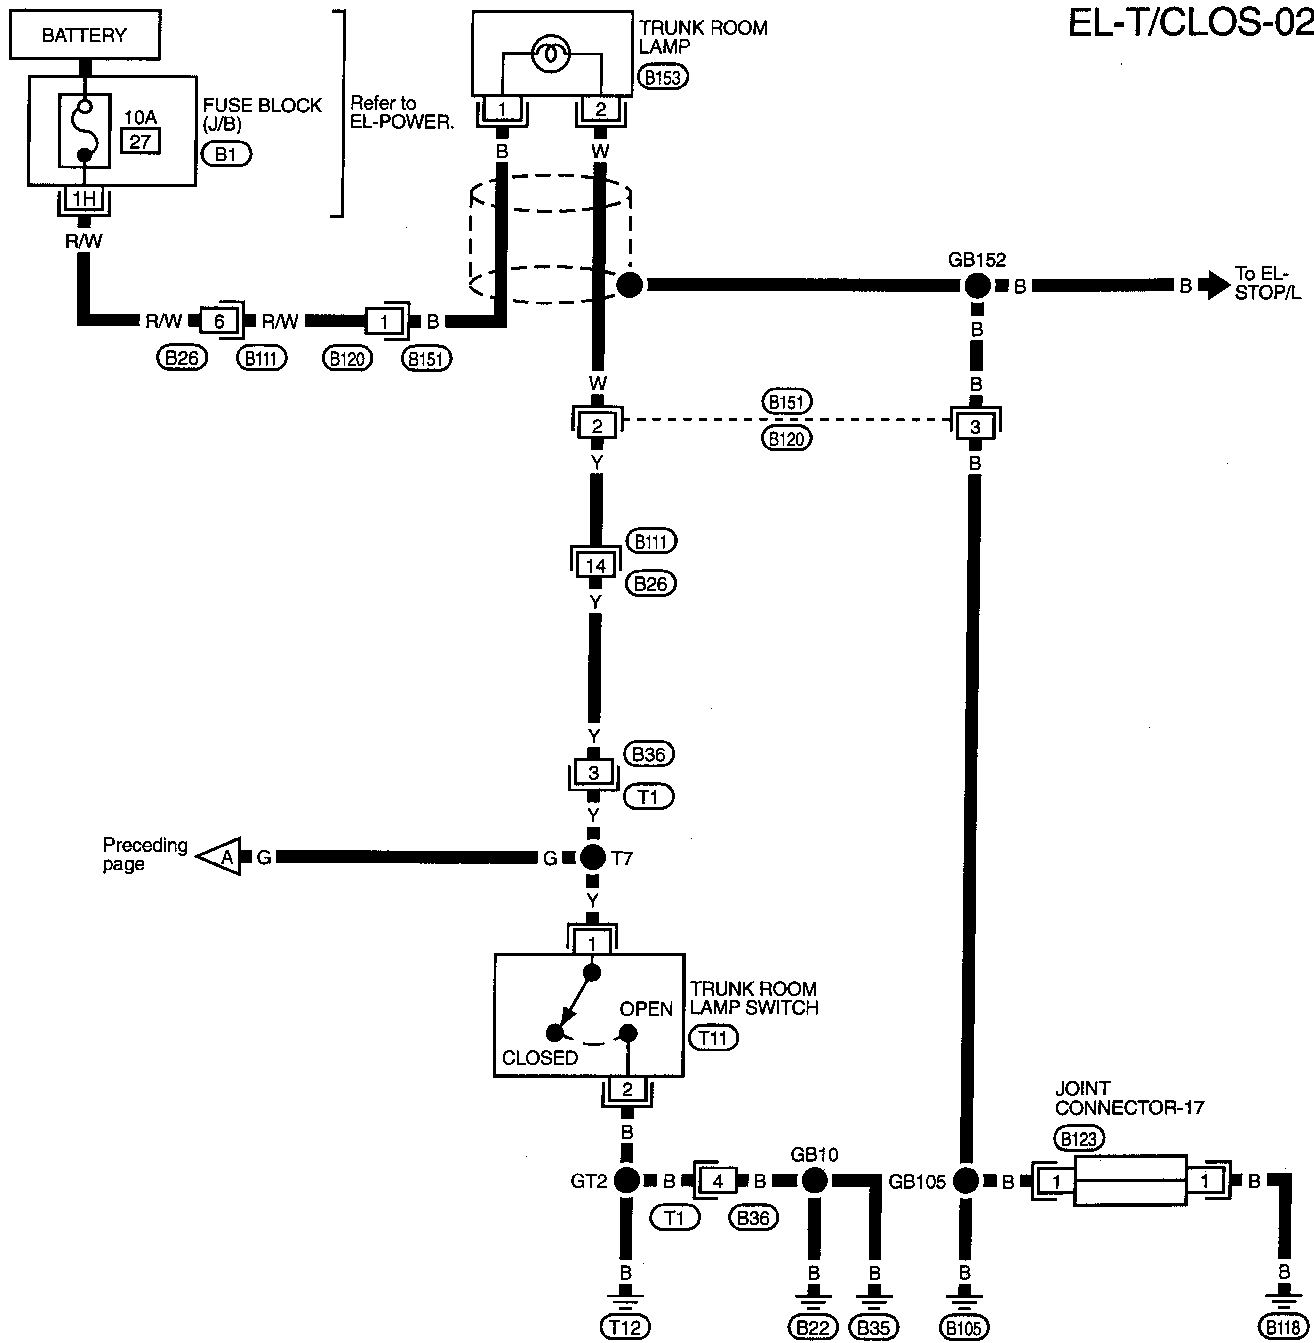 EL-T/CLOS-02
BATTERY
FUSE BLOCK
(J/B)
B1
10A
27
1H
R/W
Refer to
EL-POWER.
TRUNK ROOM
LAMP
B153
1
2
B
W
R/W
6
R/W
1
B
B26
B111
B120
B151
GB152
B
B
To EL-
STOP/L
B
B
W
2
B151
B120
3
Y
B
B111
14
B26
Y
Y
B36
3
T1
Y
Preceding
page
A
G
G
T7
Y
1
TRUNK ROOM
LAMP SWITCH
T11
OPEN
CLOSED
2
B
JOINT
CONNECTOR-17
B123
GT2
B
4
B
GB10
GB105
B
1
1
B
T1
B36
B
B
B
B
B
T12
B22
B35
B105
B118